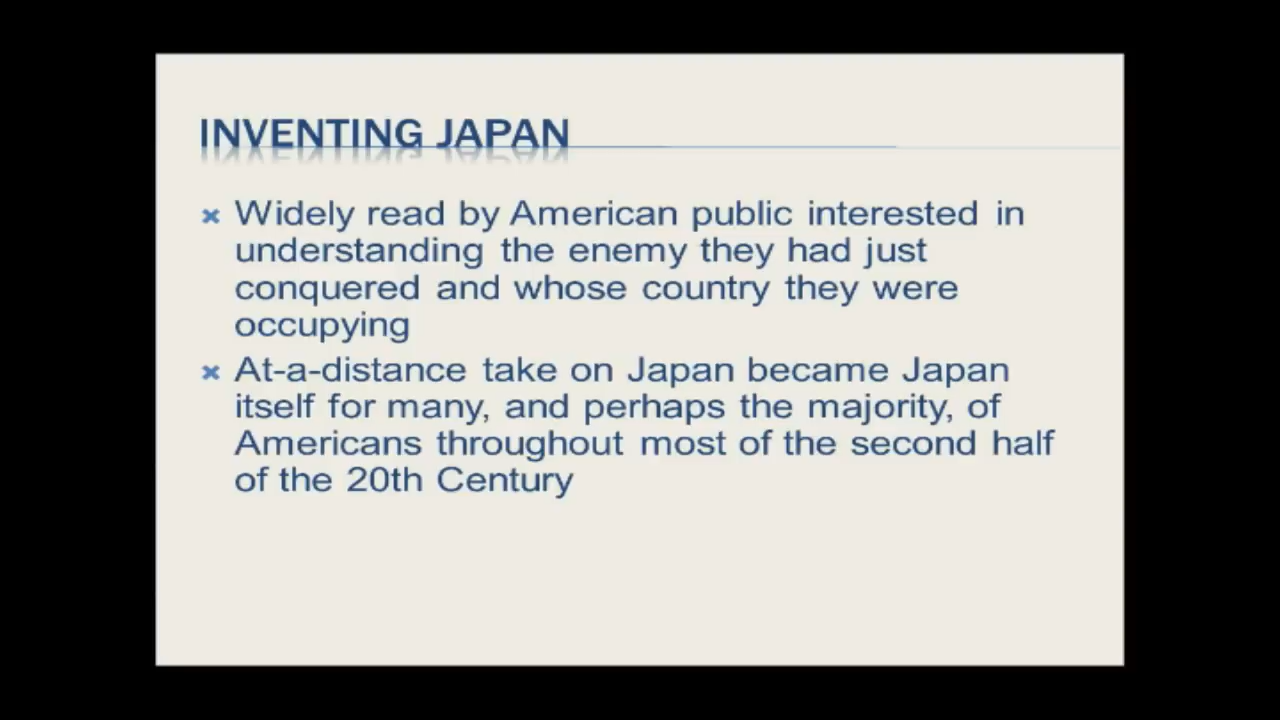 INVENTING JAPAN
Widely read by American public interested in
understanding the enemy they had just
conquered and whose country they were
occupying
At-a-distance take on Japan became Japan
itself for many, and perhaps the majority, of
Americans throughout most of the second half
of the 20th Century